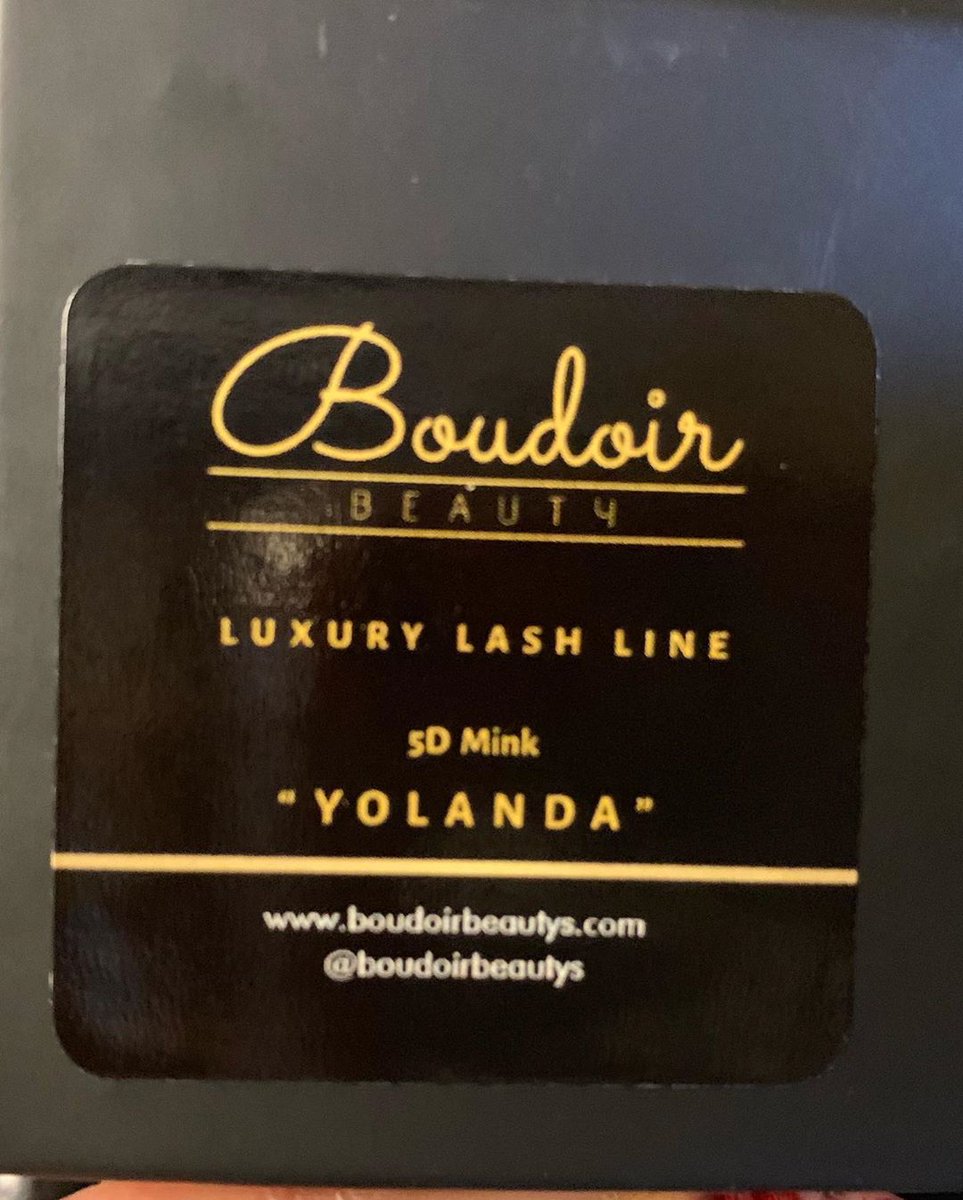 Boudoir
BEAUTY
LUXURY LASH LINE
5D Mink
"YOLANDA"
www.boudoirbeautys.com
@boudoirbeautys